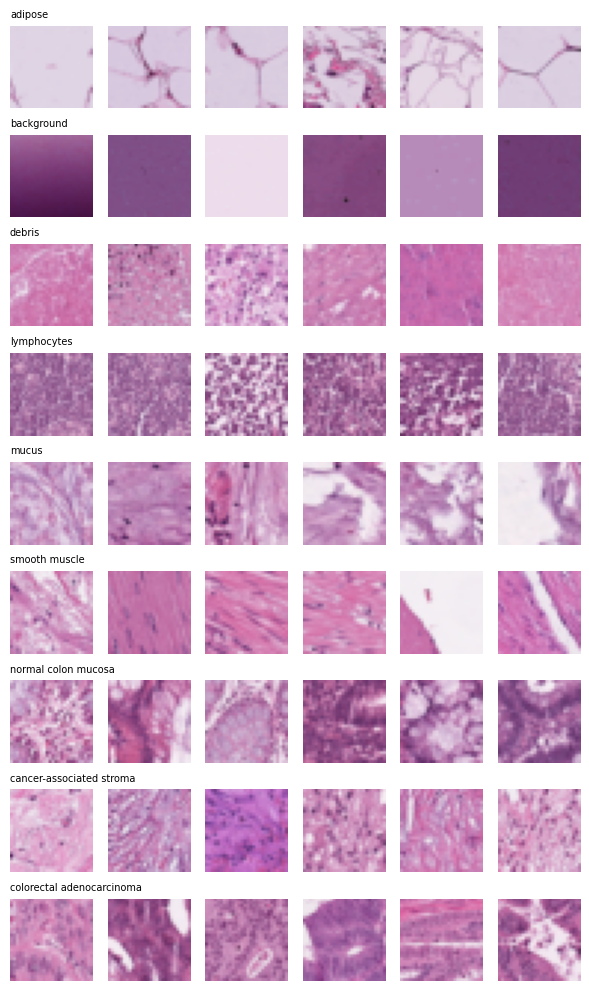 adipose
background
debris
lymphocytes
mucus
smooth muscle
normal colon mucosa
cancer-associated stroma
colorectal adenocarcinoma